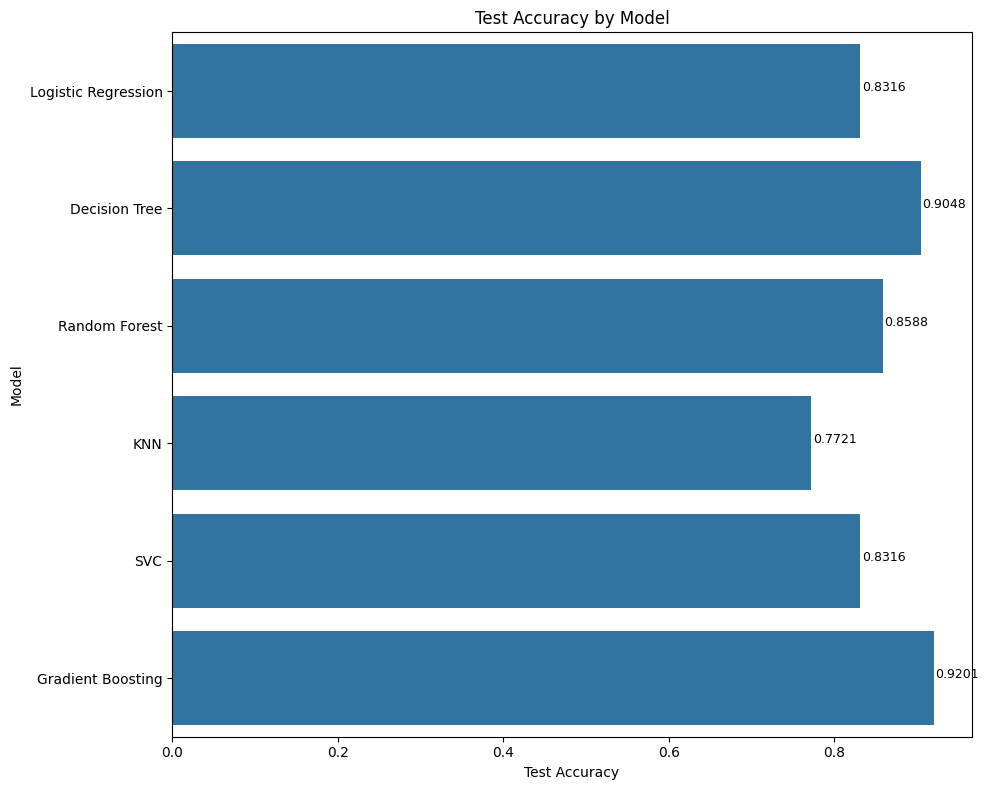 Test Accuracy by Model
Model
Logistic Regression
0.8316
Decision Tree
0.9048
Random Forest
0.8588
KNN
0.7721
SVC
0.8316
Gradient Boosting
0.9201
0.0 0.2 0.4 0.6 0.8
Test Accuracy